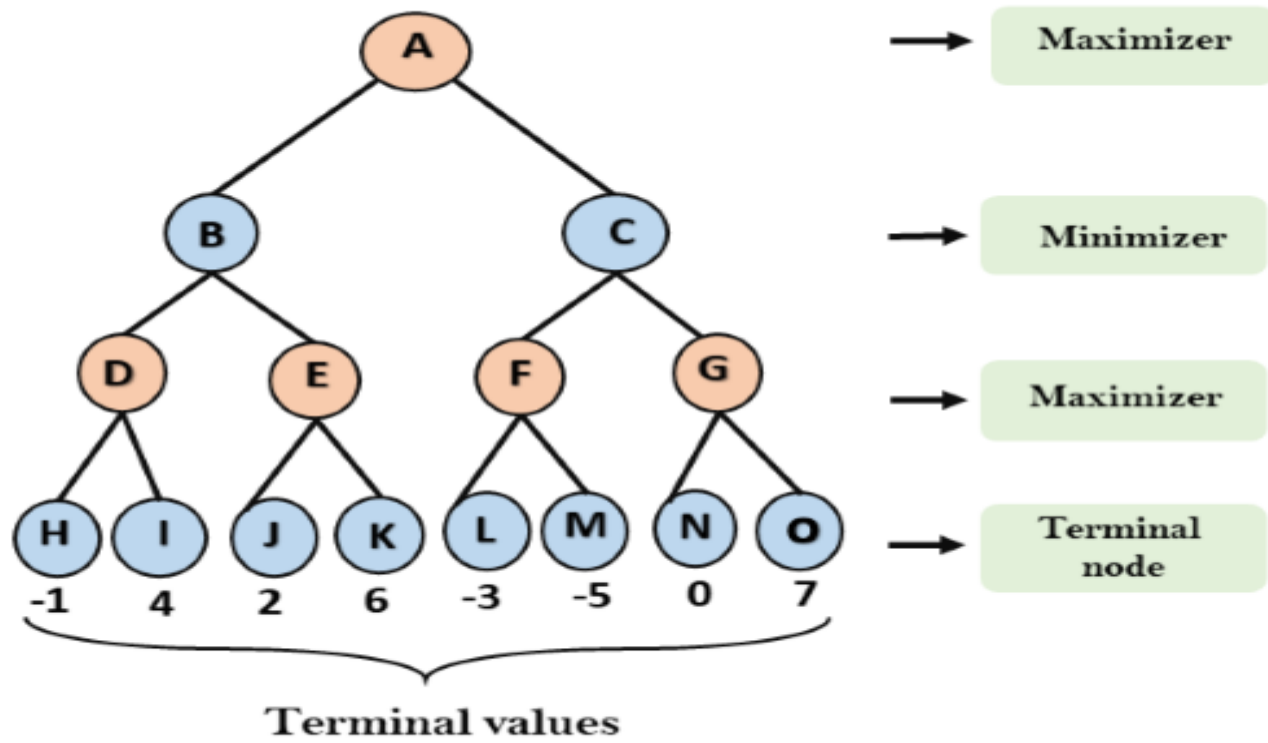 A
Maximizer
B
C
Minimizer
D
E
F
G
Maximizer
H
I
J
K
L
M
N
O
Terminal
node
-1
4
2
6
-3
-5
0
7
Terminal values